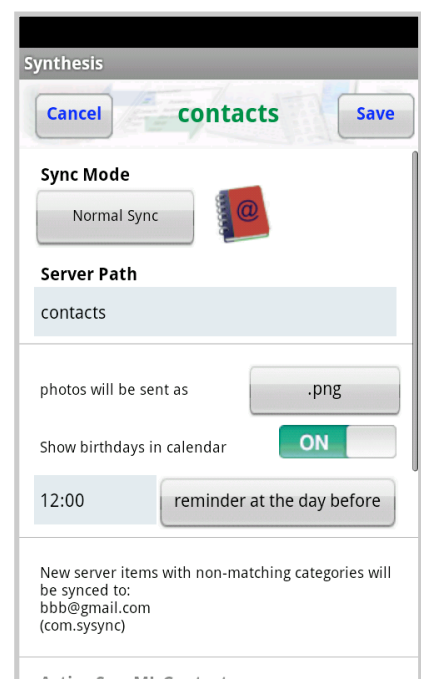 Synthesis
Cancel
contacts
Save
Sync Mode
Normal Sync
@
Server Path
contacts
photos will be sent as
.png
Show birthdays in calendar
ON
12:00
reminder at the day before
New server items with non-matching categories will
be synced to:
bbb@gmail.com
(com.sysync)